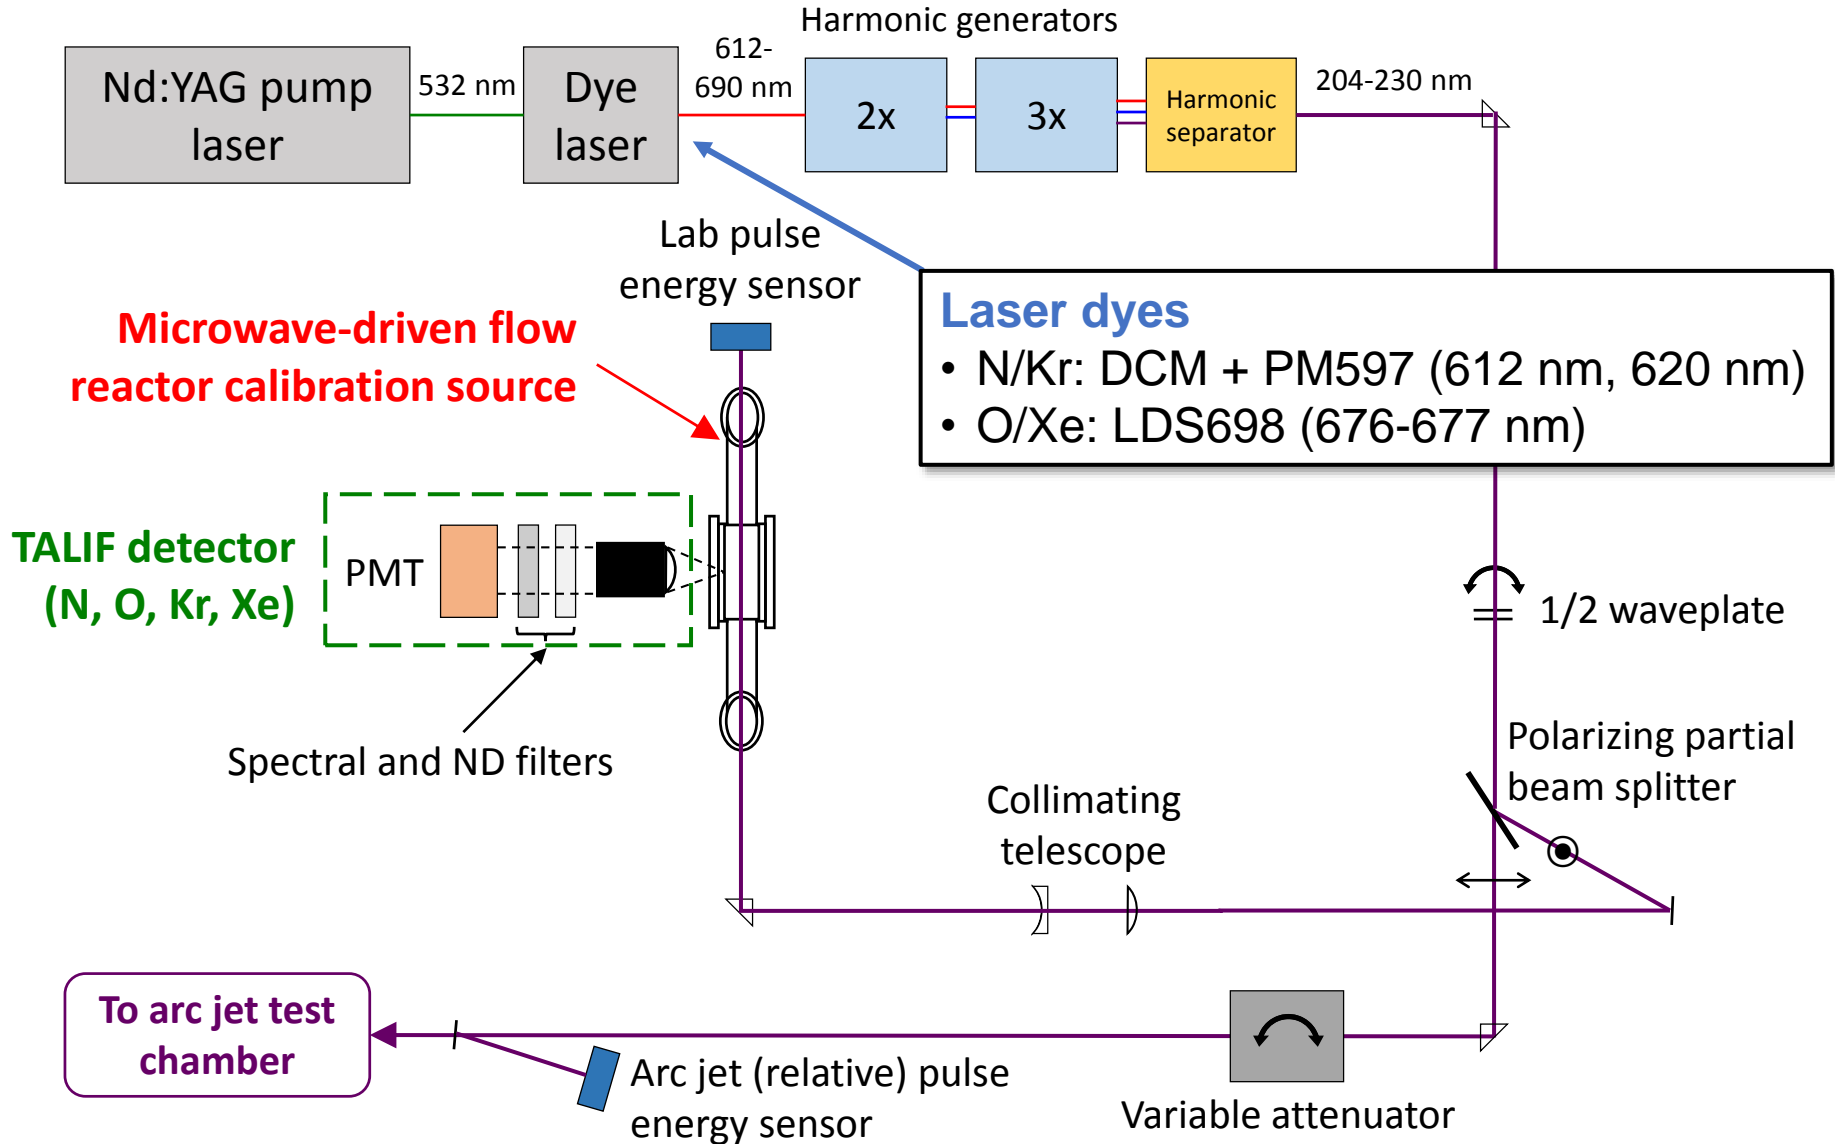 Harmonic generators
Nd:YAG pump
laser
532 nm
Dye
laser
612-
690 nm
2x
3x
Harmonic
separator
204-230 nm
Lab pulse
energy sensor
Laser dyes
• N/Kr: DCM + PM597 (612 nm, 620 nm)
• O/Xe: LDS698 (676-677 nm)
Microwave-driven flow
reactor calibration source
TALIF detector
(N, O, Kr, Xe)
PMT
Spectral and ND filters
1/2 waveplate
Polarizing partial
beam splitter
Collimating
telescope
To arc jet test
chamber
Arc jet (relative) pulse
energy sensor
Variable attenuator